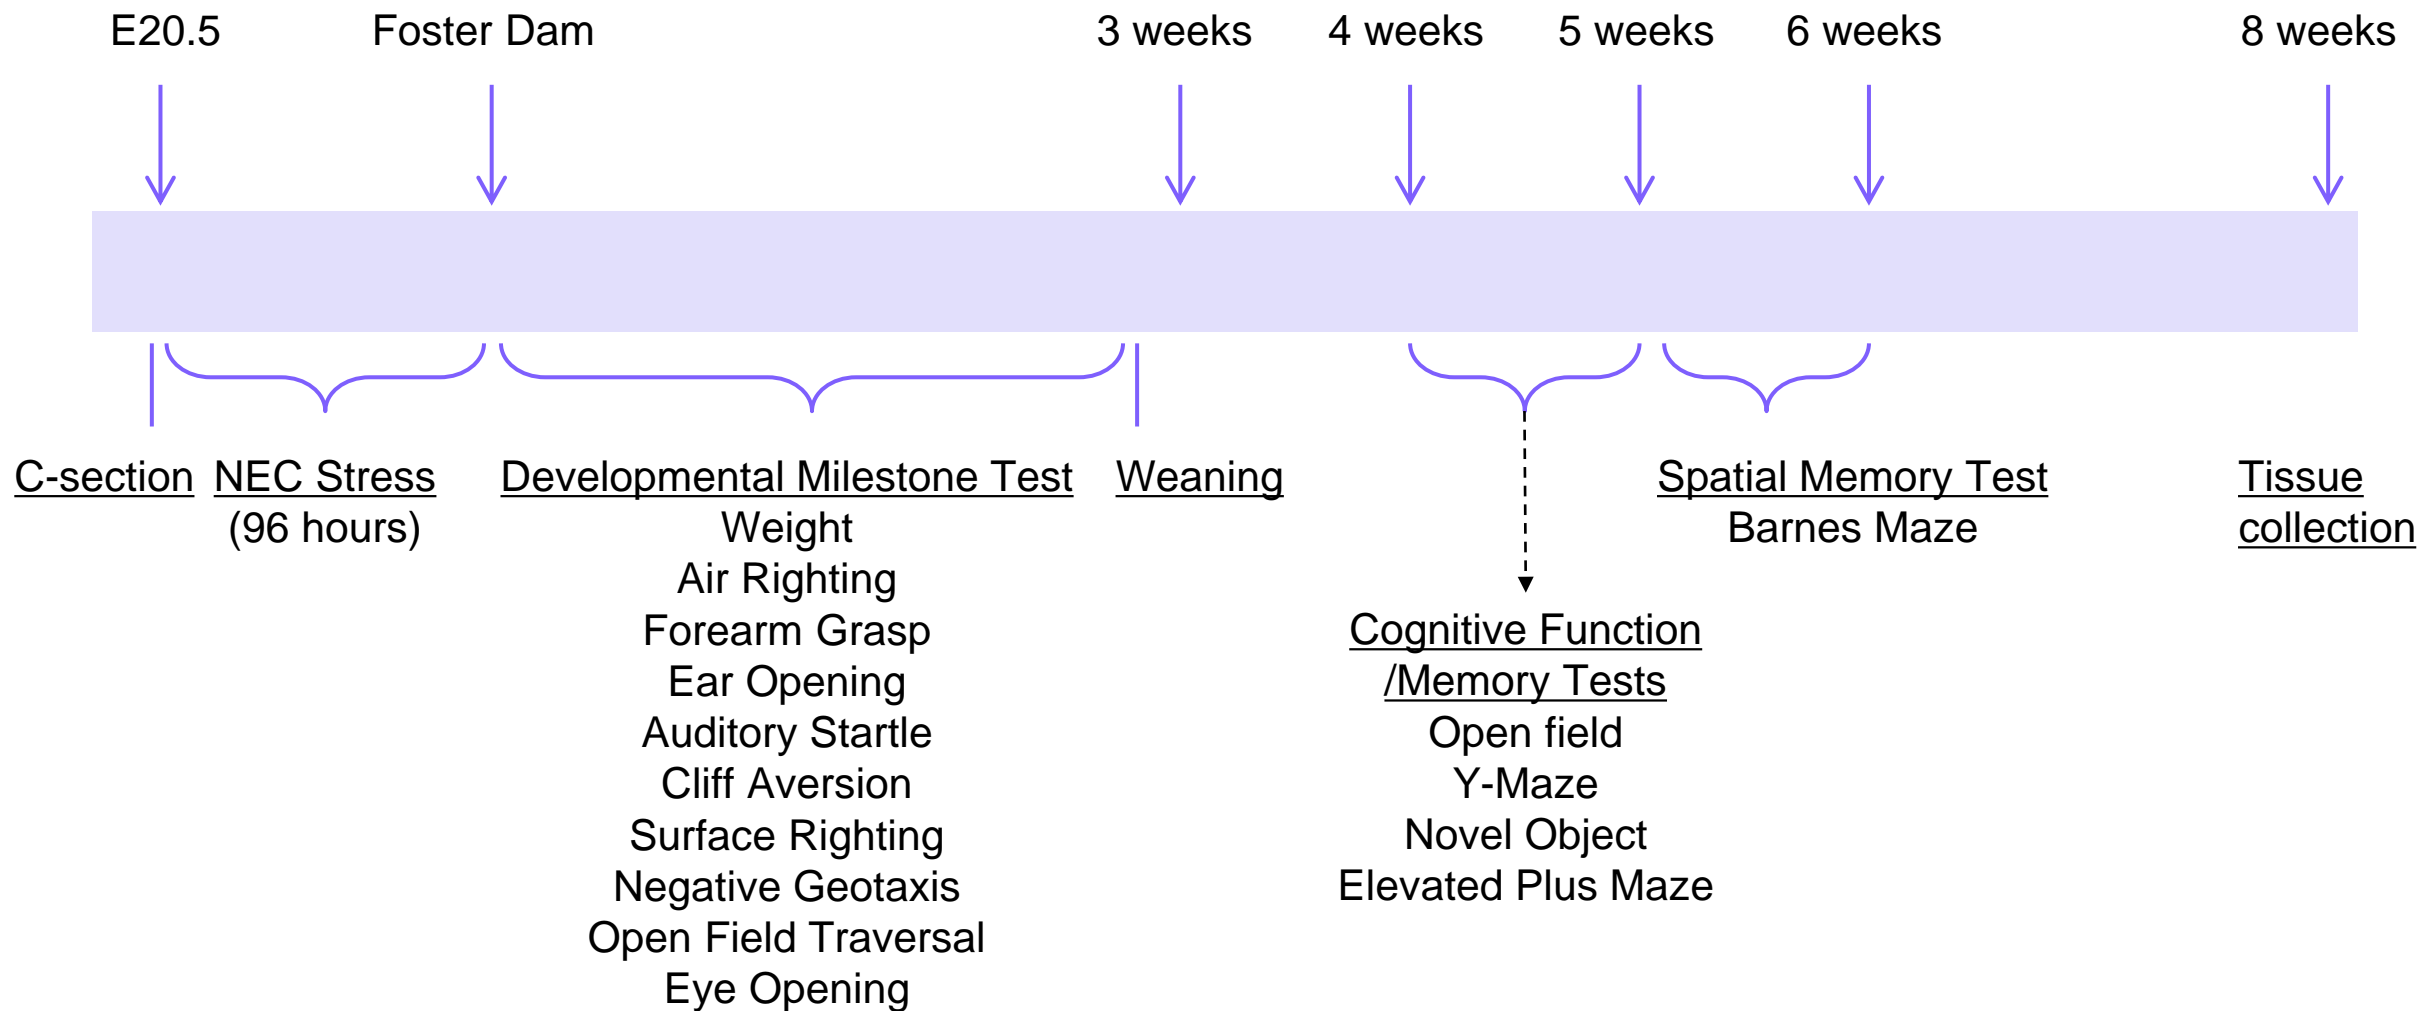 E20.5
Foster Dam
3 weeks
4 weeks
5 weeks
6 weeks
8 weeks
C-section
NEC Stress
(96 hours)
Developmental Milestone Test
Weight
Air Righting
Forearm Grasp
Ear Opening
Auditory Startle
Cliff Aversion
Surface Righting
Negative Geotaxis
Open Field Traversal
Eye Opening
Weaning
Cognitive Function
/Memory Tests
Open field
Y-Maze
Novel Object
Elevated Plus Maze
Spatial Memory Test
Barnes Maze
Tissue
collection